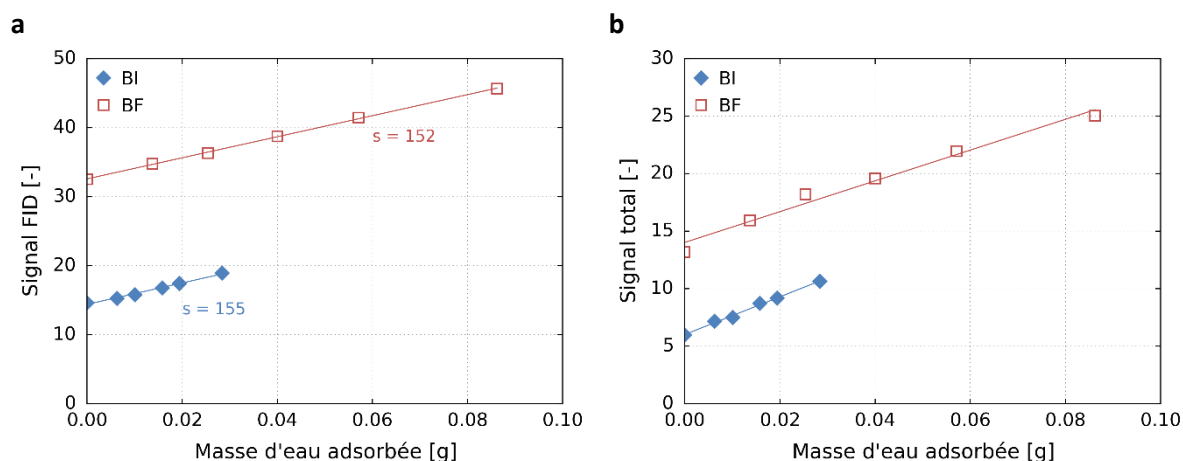 a
50
40
30
20
10
0
Signal FID [-]
BI
BF
s = 152
s = 155
0.00 0.02 0.04 0.06 0.08 0.10
Masse d'eau adsorbée [g]
b
30
25
20
15
10
5
0
Signal total [-]
BI
BF
0.00 0.02 0.04 0.06 0.08 0.10
Masse d'eau adsorbée [g]